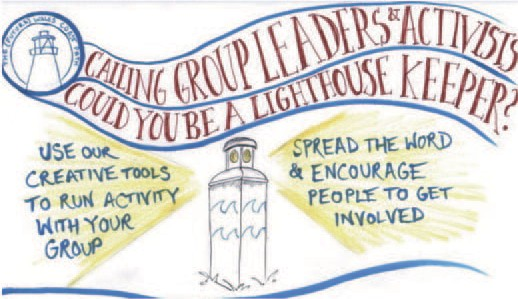 CALLING GROUP LEADERS & ACTIVISTS
COULD YOU BE A LIGHTHOUSE KEEPER?
USE OUR
CREATIVE TOOLS
TO RUN ACTIVITY
WITH YOUR
GROUP
SPREAD THE WORD
& ENCOURAGE
PEOPLE TO GET
INVOLVED